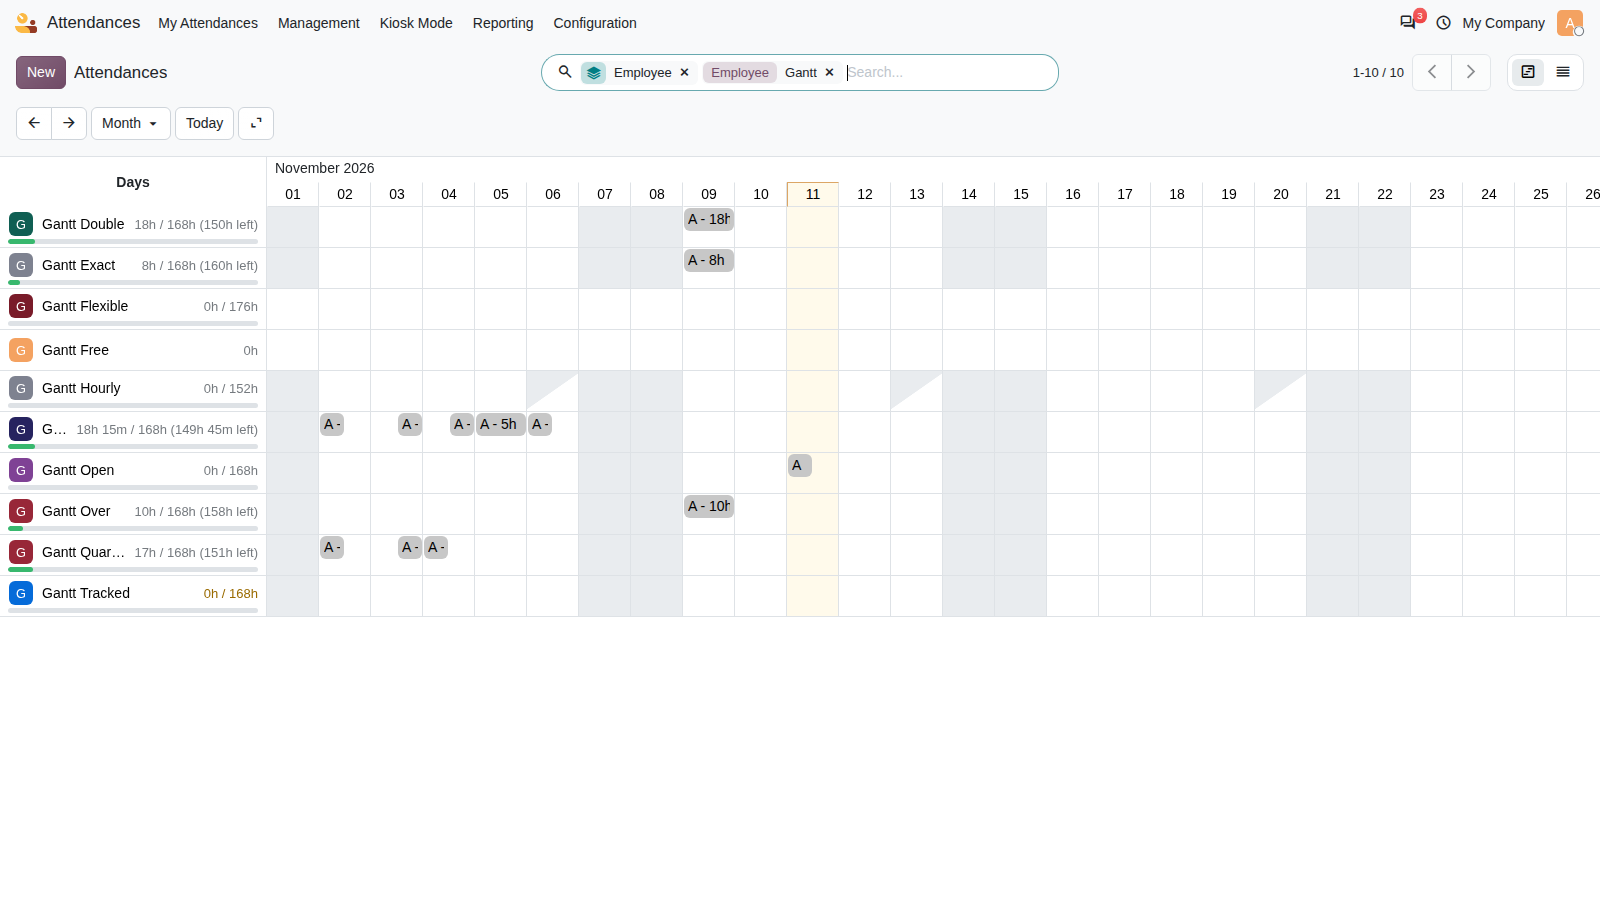 Attendances My Attendances Management Kiosk Mode Reporting Configuration 3 My Company A
New Attendances Employee × Employee Gantt × Search... 1-10 / 10
Month Today
November 2026
Days 01 02 03 04 05 06 07 08 09 10 11 12 13 14 15 16 17 18 19 20 21 22 23 24 25 26
G Gantt Double 18h / 168h (150h left) A - 18h
G Gantt Exact 8h / 168h (160h left) A - 8h
G Gantt Flexible 0h / 176h
G Gantt Free 0h
G Gantt Hourly 0h / 152h
G G... 18h 15m / 168h (149h 45m left) A - A - A - A - 5h A -
G Gantt Open 0h / 168h A
G Gantt Over 10h / 168h (158h left) A - 10h
G Gantt Quar... 17h / 168h (151h left) A - A - A -
G Gantt Tracked 0h / 168h